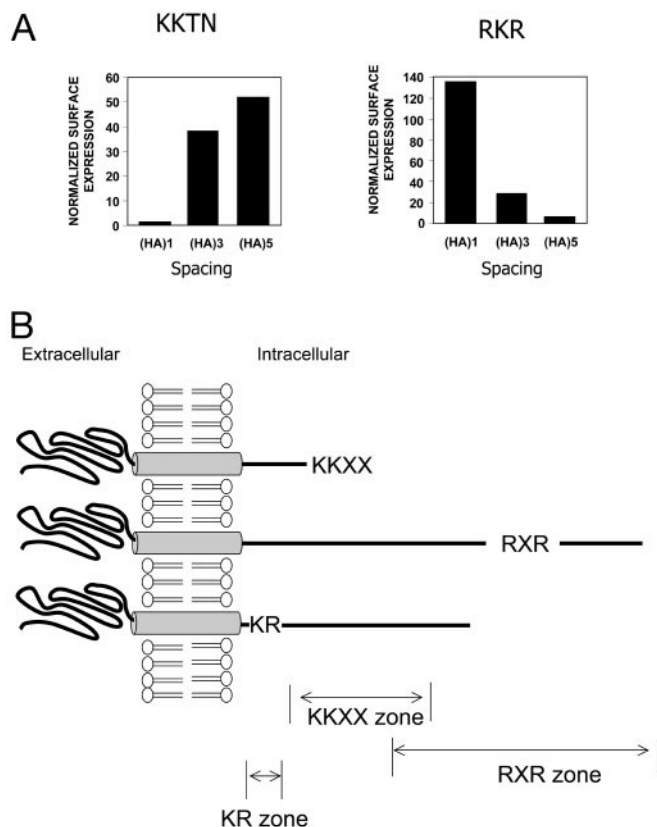 A
KKTN
RKR
NORMALIZED SURFACE
EXPRESSION
60
50
40
30
20
10
0
(HA)1 (HA)3 (HA)5
Spacing
NORMALIZED SURFACE
EXPRESSION
140
120
100
80
60
40
20
0
(HA)1 (HA)3 (HA)5
Spacing
B
Extracellular
Intracellular
KKXX
RXR
KR
KKXX zone
RXR zone
KR zone